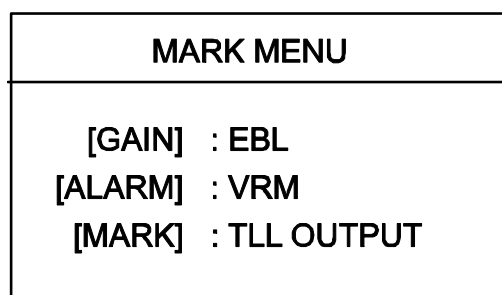 MARK MENU
[GAIN] : EBL
[ALARM] : VRM
[MARK] : TLL OUTPUT